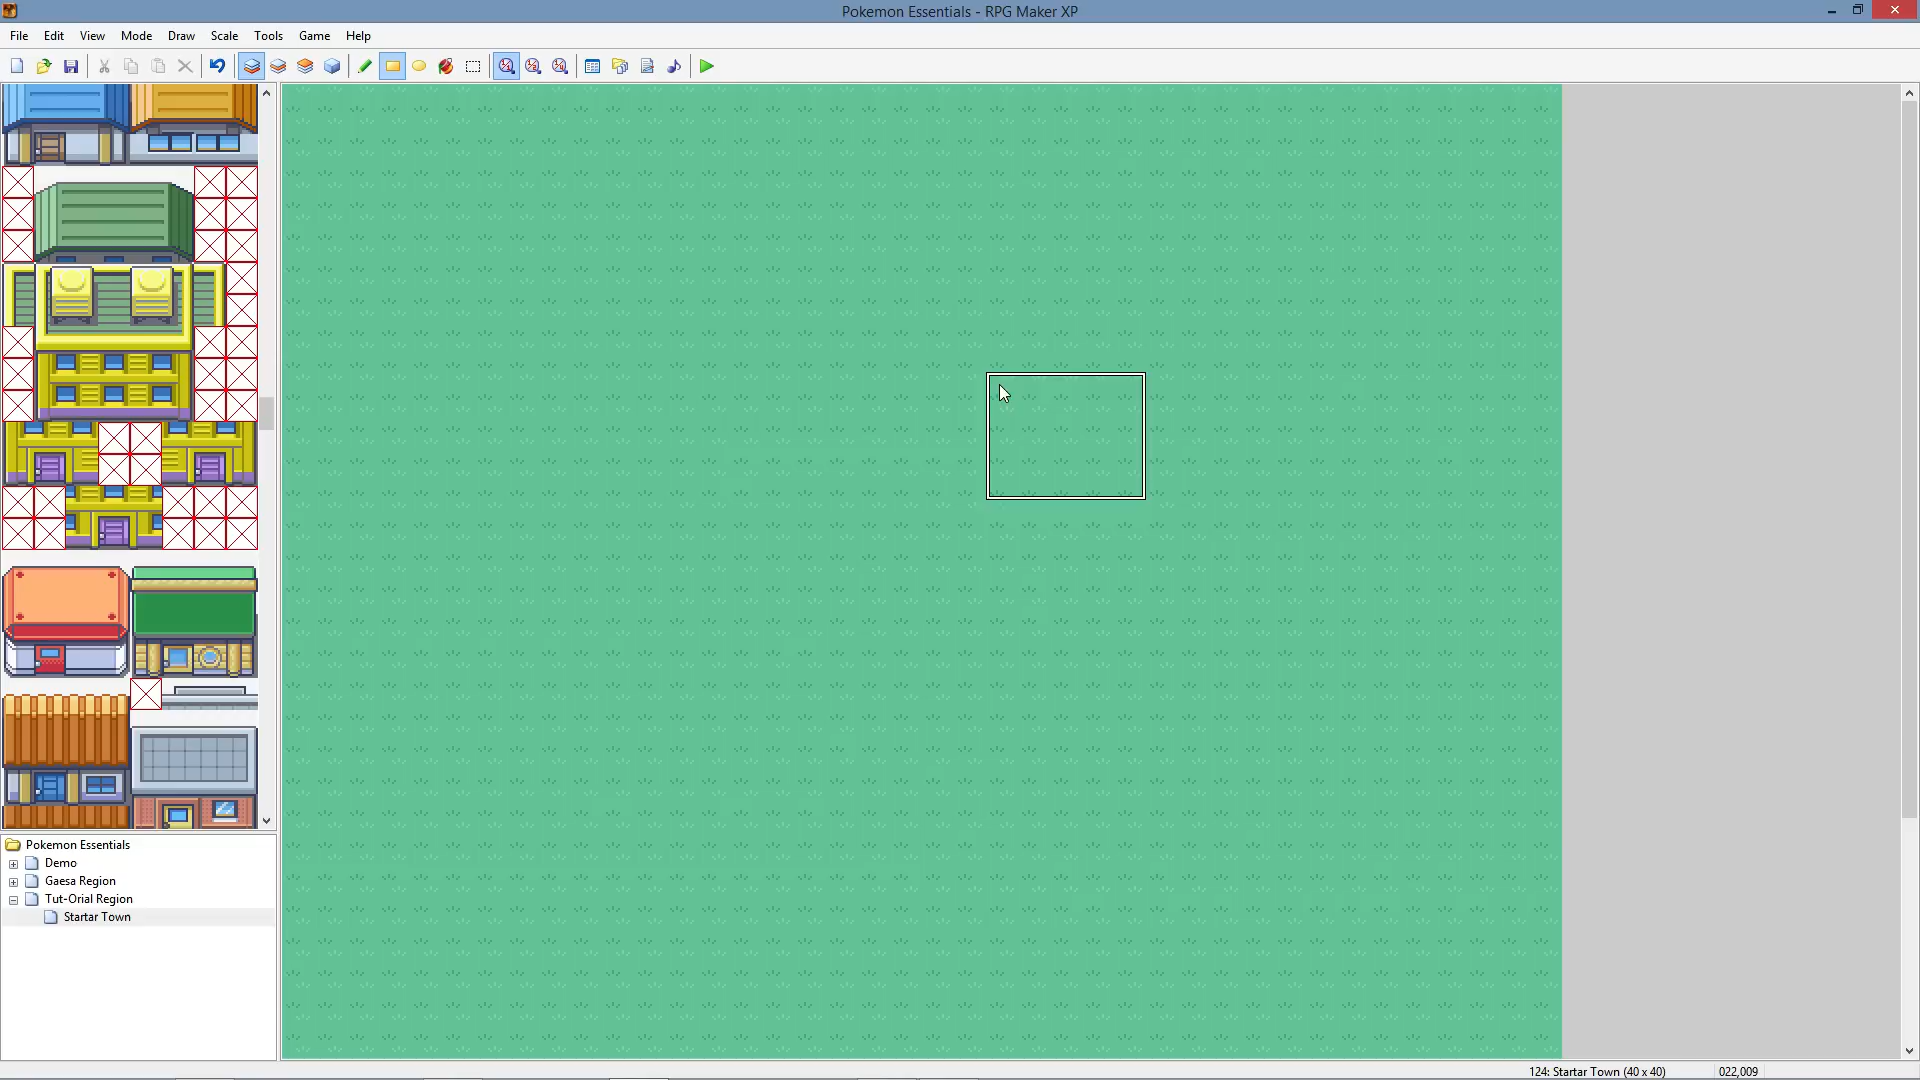 Pokemon Essentials - RPG Maker XP
File Edit View Mode Draw Scale Tools Game Help
Pokemon Essentials
Demo
Gaesa Region
Tut-Orial Region
Startar Town
124: Startar Town (40 x 40) 022,009